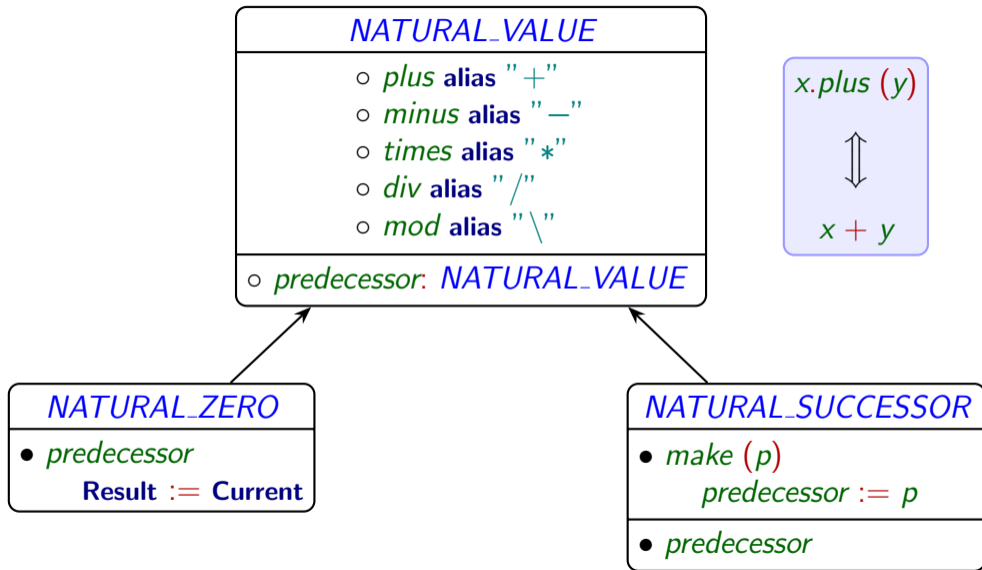 NATURAL_VALUE
○ plus alias "+"
○ minus alias "−"
○ times alias "*"
○ div alias "/"
○ mod alias "\"
○ predecessor: NATURAL_VALUE
x.plus (y)
⇕
x + y
NATURAL_ZERO
● predecessor
Result := Current
NATURAL_SUCCESSOR
● make (p)
predecessor := p
● predecessor